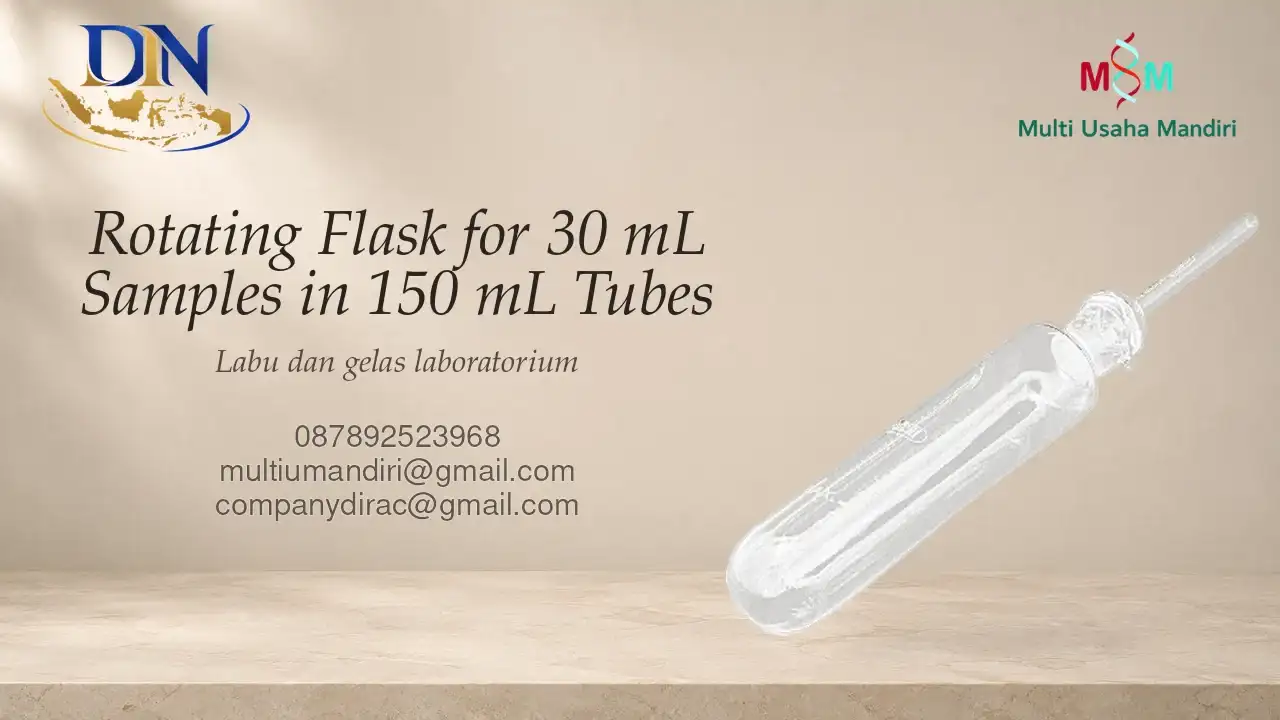 DIN
MSM
Multi Usaha Mandiri
Rotating Flask for 30 mL
Samples in 150 mL Tubes
Labu dan gelas laboratorium
087892523968
multiumandiri@gmail.com
companydirac@gmail.com